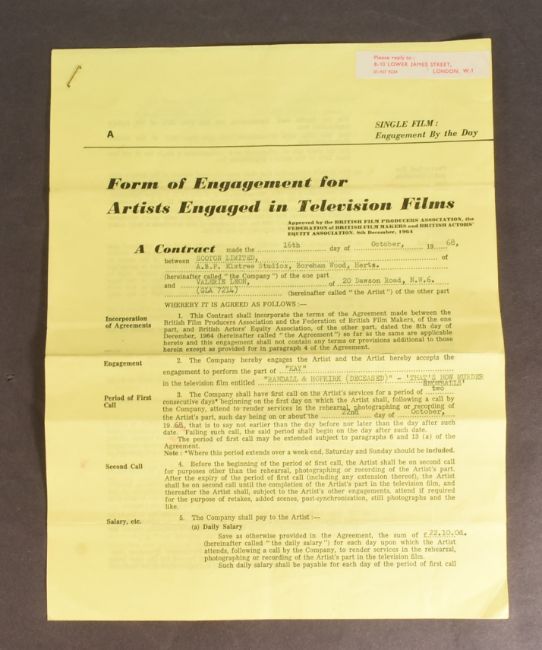 Please reply to :
8-10 LOWER JAMES STREET,
LONDON, W.1
A
SINGLE FILM :
Engagement By the Day
Form of Engagement for
Artists Engaged in Television Films
Approved by the BRITISH FILM PRODUCERS ASSOCIATION, the
FEDERATION of BRITISH FILM MAKERS and BRITISH ACTORS'
EQUITY ASSOCIATION. 8th December, 1964
A Contract made the 16th day of October, 19 68,
between SCOTON LIMITED, of
A.B.P. Elstree Studios, Boreham Wood, Herts.
(hereinafter called "the Company") of the one part
and VALERIE LEON, of 20 Dawson Road, N.W.6.
(GLA 7214) (hereinafter called "the Artist") of the other part
WHEREBY IT IS AGREED AS FOLLOWS :—
Incorporation of Agreements
1. This Contract shall incorporate the terms of the Agreement made between the
British Film Producers Association and the Federation of British Film Makers, of the one
part, and British Actors' Equity Association, of the other part, dated the 8th day of
December, 1964 (hereinafter called "the Agreement") so far as the same are applicable
hereto and this engagement shall not contain any terms or provisions additional to those
herein except as provided for in paragraph 4 of the Agreement.
Engagement
2. The Company hereby engages the Artist and the Artist hereby accepts the
engagement to perform the part of "KAY"
in the television film entitled "RANDALL & HOPKIRK (DECEASED)" - 'THAT'S HOW MURDER
SNOWBALLS'
Period of First Call
3. The Company shall have first call on the Artist's services for a period of two
consecutive days* beginning on the first day on which the Artist shall, following a call by
the Company, attend to render services in the rehearsal, photographing or recording of
the Artist's part, such day being on or about the 22nd day of October,
19 68, that is to say not earlier than the day before nor later than the day after such
date. Failing such call, the said period shall begin on the day after such date.
The period of first call may be extended subject to paragraphs 6 and 13 (a) of the
Agreement.
Note : *Where this period extends over a week end, Saturday and Sunday should be included.
Second Call
4. Before the beginning of the period of first call, the Artist shall be on second call
for purposes other than the rehearsal, photographing or recording of the Artist's part.
After the expiry of the period of first call (including any extension thereof), the Artist
shall be on second call until the completion of the Artist's part in the television film, and
thereafter the Artist shall, subject to the Artist's other engagements, attend if required
for the purpose of retakes, added scenes, post-synchronization, still photographs and the
like.
Salary, etc.
5. The Company shall pay to the Artist :—
(a) Daily Salary
Save as otherwise provided in the Agreement, the sum of £
(hereinafter called "the daily salary") for each day upon which the Artist
attends, following a call by the Company, to render services in the rehearsal,
photographing or recording of the Artist's part in the television film.
Such daily salary shall be payable for each day of the period of first call